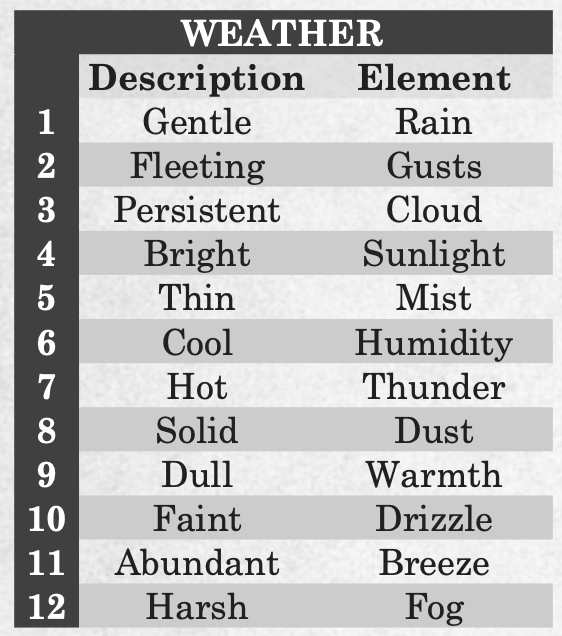 WEATHER
Description Element
1 Gentle Rain
2 Fleeting Gusts
3 Persistent Cloud
4 Bright Sunlight
5 Thin Mist
6 Cool Humidity
7 Hot Thunder
8 Solid Dust
9 Dull Warmth
10 Faint Drizzle
11 Abundant Breeze
12 Harsh Fog